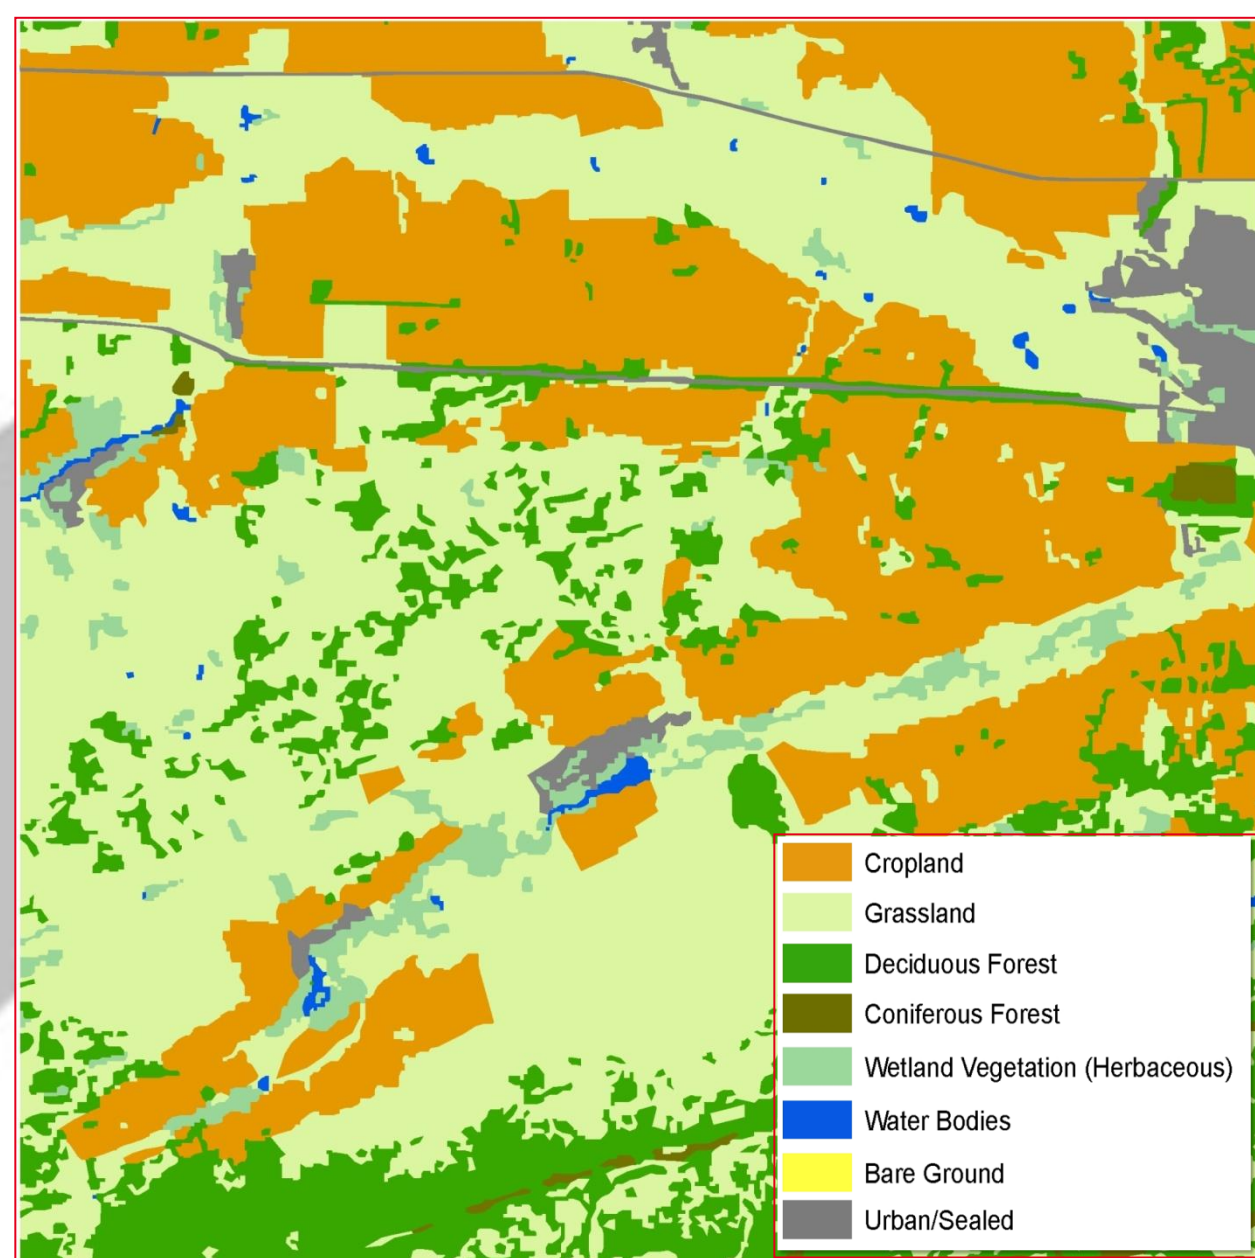 Cropland
Grassland
Deciduous Forest
Coniferous Forest
Wetland Vegetation (Herbaceous)
Water Bodies
Bare Ground
Urban/Sealed